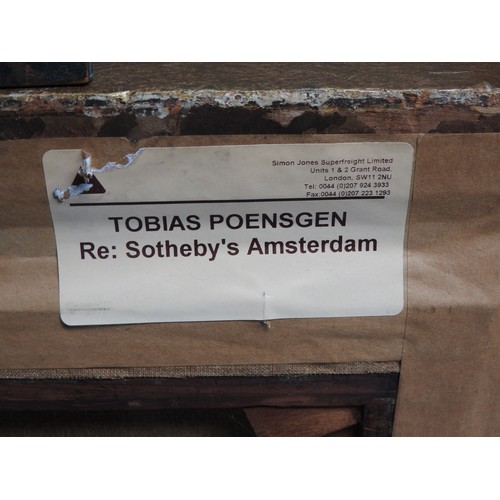 Simon Jones Superfreight Limited
Units 1 & 2 Grant Road,
London, SW11 2NU
Tel: 0044 (0)207 924 3933
Fax:0044 (0)207 223 1293
TOBIAS POENSGEN
Re: Sotheby's Amsterdam